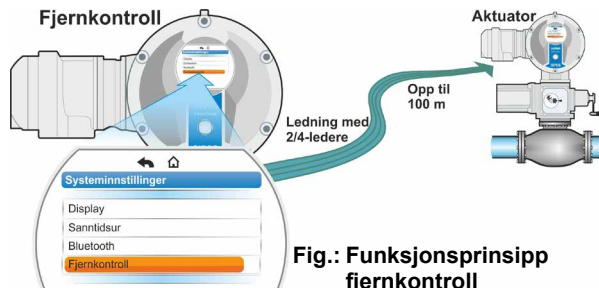 Fjernkontroll
Aktuator
Opp til
100 m
Ledning med
2/4-ledere
Systeminnstillinger
Display
Sanntidsur
Bluetooth
Fjernkontroll
Fig.: Funksjonsprinsipp
fjernkontroll